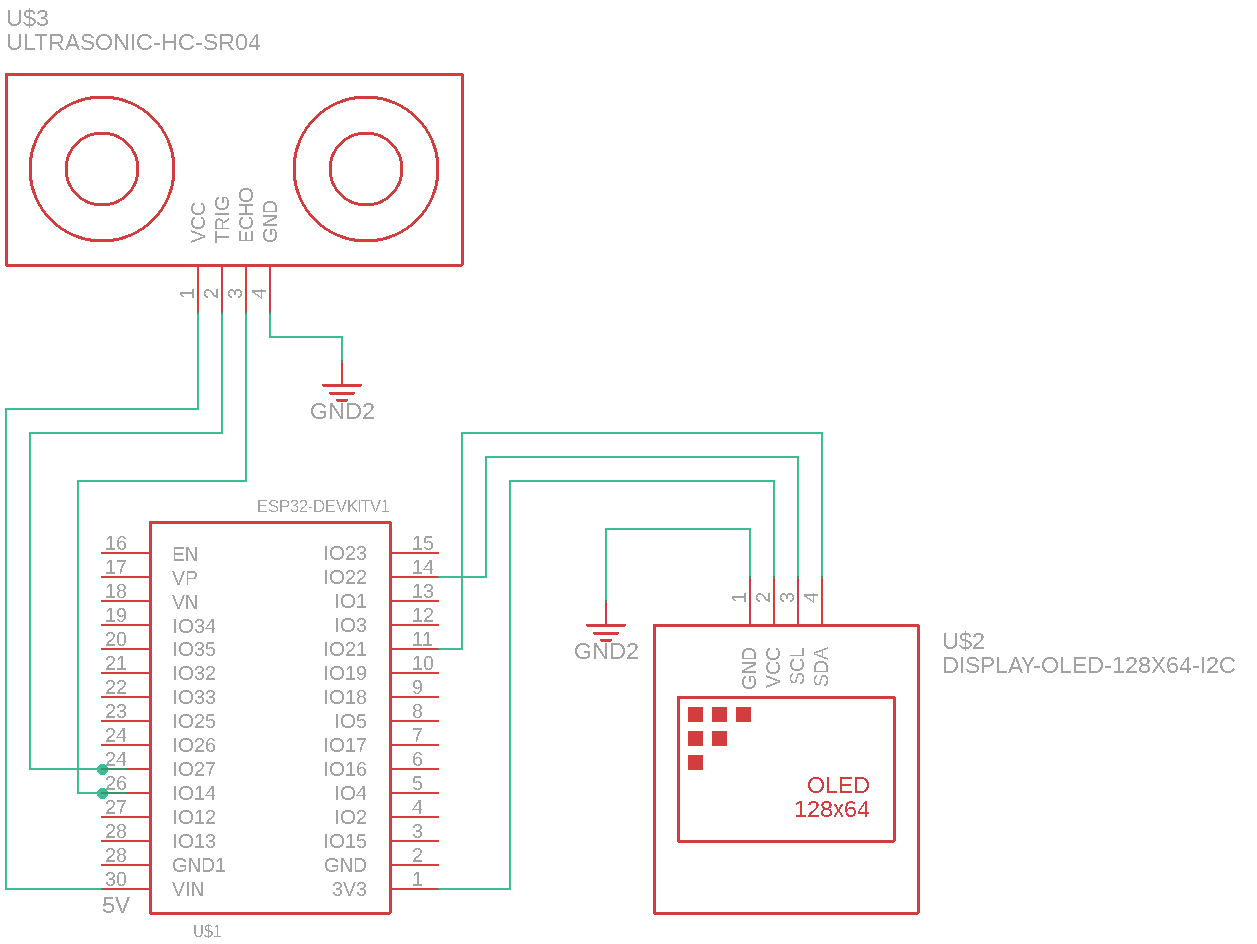 U$3
ULTRASONIC-HC-SR04
VCC
TRIG
ECHO
GND
1
2
3
4
GND2
ESP32-DEVKITV1
16 EN IO23 15
17 VP IO22 14
18 VN IO1 13
19 IO34 IO3 12
20 IO35 IO21 11
21 IO32 IO19 10
22 IO33 IO18 9
23 IO25 IO5 8
24 IO26 IO17 7
24 IO27 IO16 6
26 IO14 IO4 5
27 IO12 IO2 4
28 IO13 IO15 3
28 GND1 GND 2
30 VIN 3V3 1
5V
U$1
GND2
1
2
3
4
GND
VCC
SCL
SDA
OLED
128x64
U$2
DISPLAY-OLED-128X64-I2C